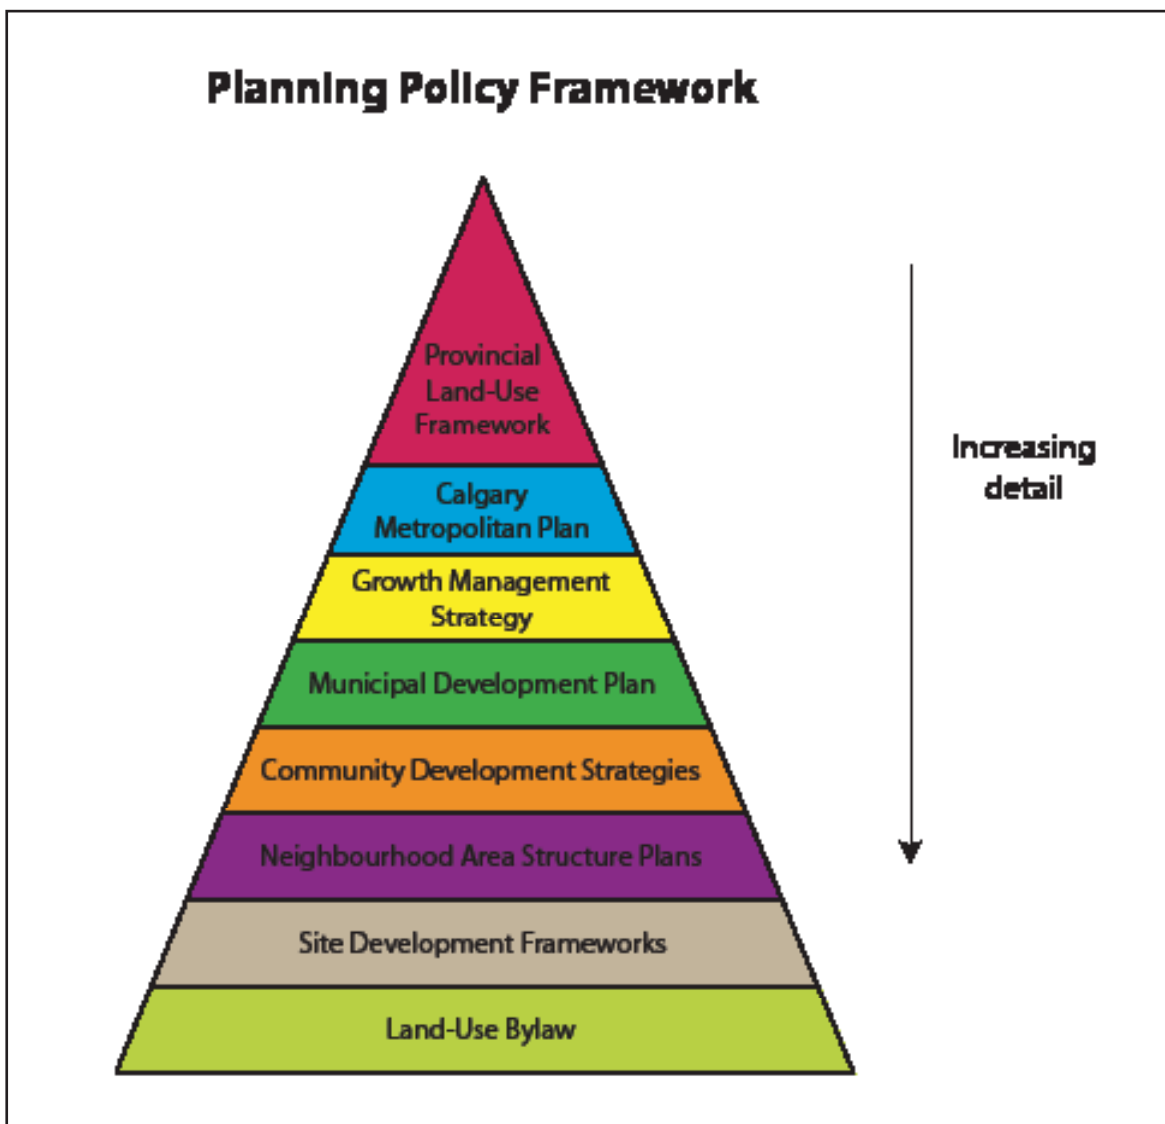 Planning Policy Framework
Provincial
Land-Use
Framework
Calgary
Metropolitan Plan
Growth Management
Strategy
Municipal Development Plan
Community Development Strategies
Neighbourhood Area Structure Plans
Site Development Frameworks
Land-Use Bylaw
Increasing
detail